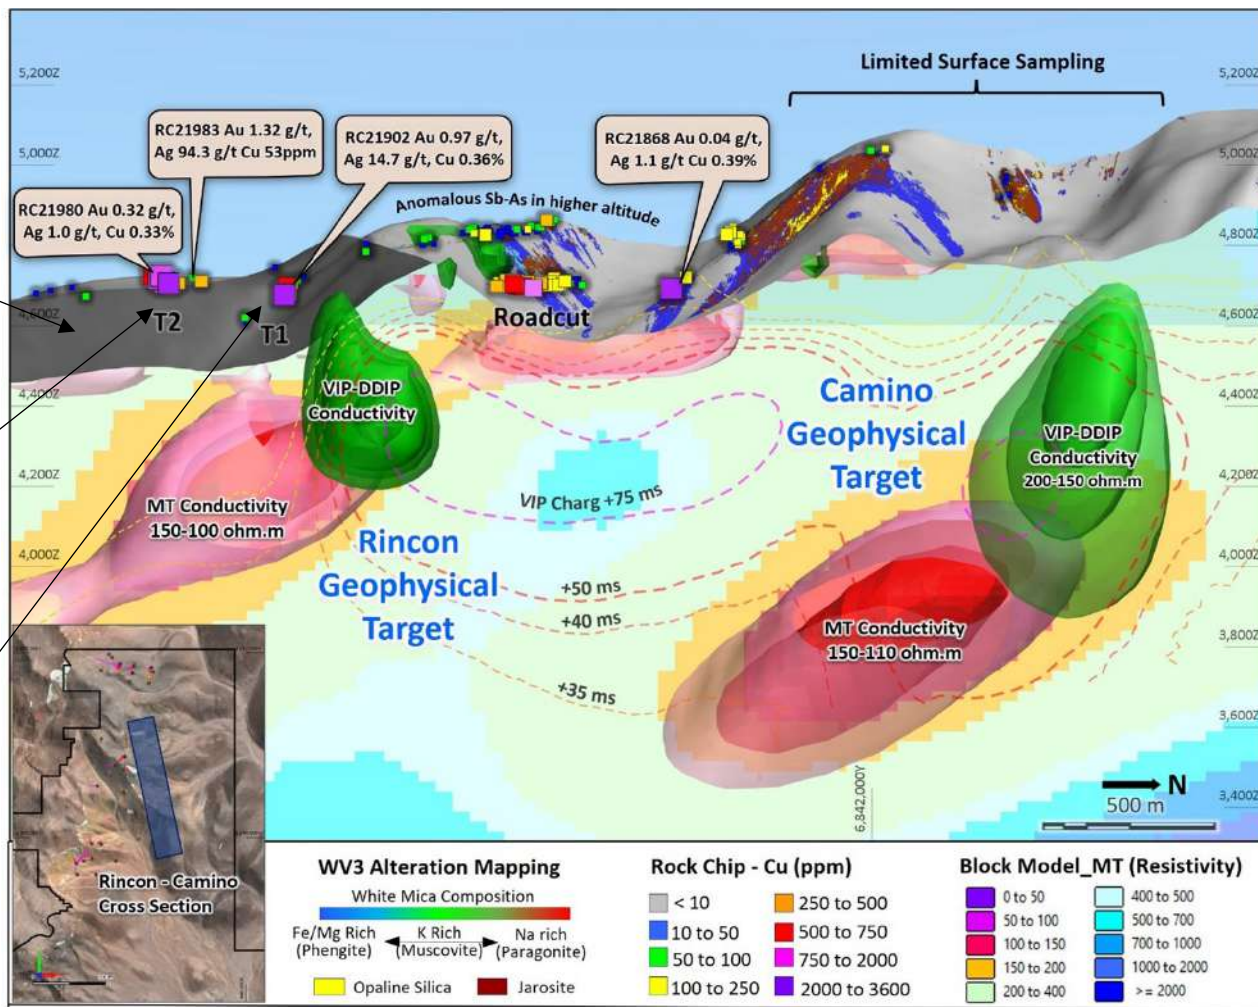 Limited Surface Sampling
5,200Z
5,200Z
RC21983 Au 1.32 g/t,
Ag 94.3 g/t Cu 53ppm
RC21902 Au 0.97 g/t,
Ag 14.7 g/t, Cu 0.36%
RC21868 Au 0.04 g/t,
Ag 1.1 g/t Cu 0.39%
5,000Z
5,000Z
RC21980 Au 0.32 g/t,
Ag 1.0 g/t, Cu 0.33%
Anomalous Sb-As in higher altitude
4,800Z
4,800Z
4,600Z
T2
T1
Roadcut
4,600Z
4,400Z
VIP-DDIP
Conductivity
Camino
Geophysical
Target
4,400Z
VIP-DDIP
Conductivity
200-150 ohm.m
4,200Z
4,200Z
MT Conductivity
150-100 ohm.m
VIP Charg +75 ms
Rincon
Geophysical
Target
4,000Z
4,000Z
+50 ms
+40 ms
MT Conductivity
150-110 ohm.m
3,800Z
+35 ms
3,600Z
6,842,000Y
N
500 m
3,400Z
Rincon - Camino
Cross Section
WV3 Alteration Mapping
White Mica Composition
Fe/Mg Rich
(Phengite)
K Rich
(Muscovite)
Na rich
(Paragonite)
Opaline Silica
Jarosite
Rock Chip - Cu (ppm)
< 10
10 to 50
50 to 100
100 to 250
250 to 500
500 to 750
750 to 2000
2000 to 3600
Block Model_MT (Resistivity)
0 to 50
50 to 100
100 to 150
150 to 200
200 to 400
400 to 500
500 to 700
700 to 1000
1000 to 2000
>= 2000